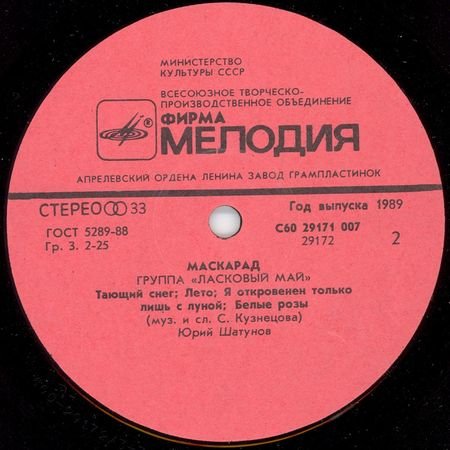 МИНИСТЕРСТВО
КУЛЬТУРЫ СССР
ВСЕСОЮЗНОЕ ТВОРЧЕСКО-
ПРОИЗВОДСТВЕННОЕ ОБЪЕДИНЕНИЕ
® ФИРМА
МЕЛОДИЯ
АПРЕЛЕВСКИЙ ОРДЕНА ЛЕНИНА ЗАВОД ГРАМПЛАСТИНОК
СТЕРЕО 33
Год выпуска 1989
ГОСТ 5289-88
С60 29171 007
Гр. 3. 2-25
29172
2
МАСКАРАД
ГРУППА «ЛАСКОВЫЙ МАЙ»
Тающий снег; Лето; Я откровенен только
лишь с луной; Белые розы
(муз. и сл. С. Кузнецова)
Юрий Шатунов